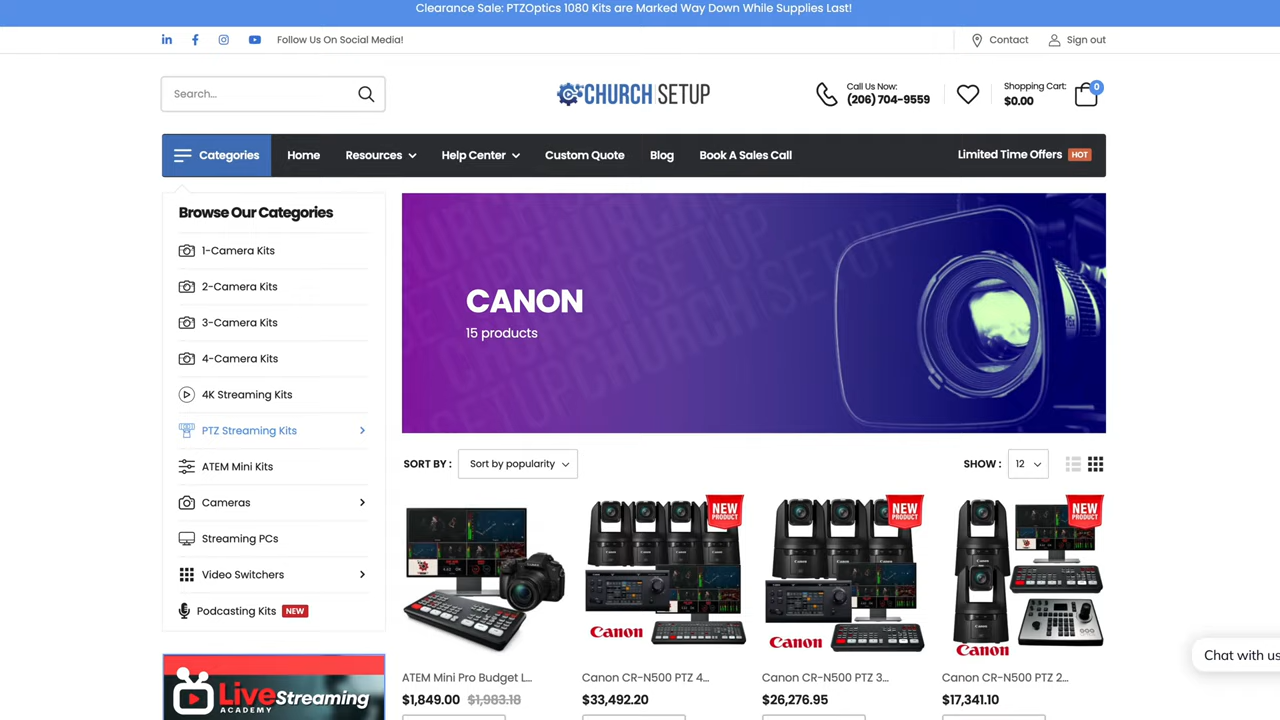 Clearance Sale: PTZOptics 1080 Kits are Marked Way Down While Supplies Last!
Follow Us On Social Media!
Contact
Sign out
Search...
CHURCH SETUP
Call Us Now:
(206) 704-9559
Shopping Cart:
$0.00
0
Categories
Home
Resources
Help Center
Custom Quote
Blog
Book A Sales Call
Limited Time Offers HOT
Browse Our Categories
1-Camera Kits
2-Camera Kits
3-Camera Kits
4-Camera Kits
4K Streaming Kits
PTZ Streaming Kits
ATEM Mini Kits
Cameras
Streaming PCs
Video Switchers
Podcasting Kits NEW
Live Streaming
ACADEMY
CANON
15 products
SORT BY : Sort by popularity
SHOW : 12
NEW
PRODUCT
Canon
NEW
PRODUCT
Canon
NEW
PRODUCT
Canon
ATEM Mini Pro Budget L...
$1,849.00 $1,983.18
Canon CR-N500 PTZ 4...
$33,492.20
Canon CR-N500 PTZ 3...
$26,276.95
Canon CR-N500 PTZ 2...
$17,341.10
Chat with us